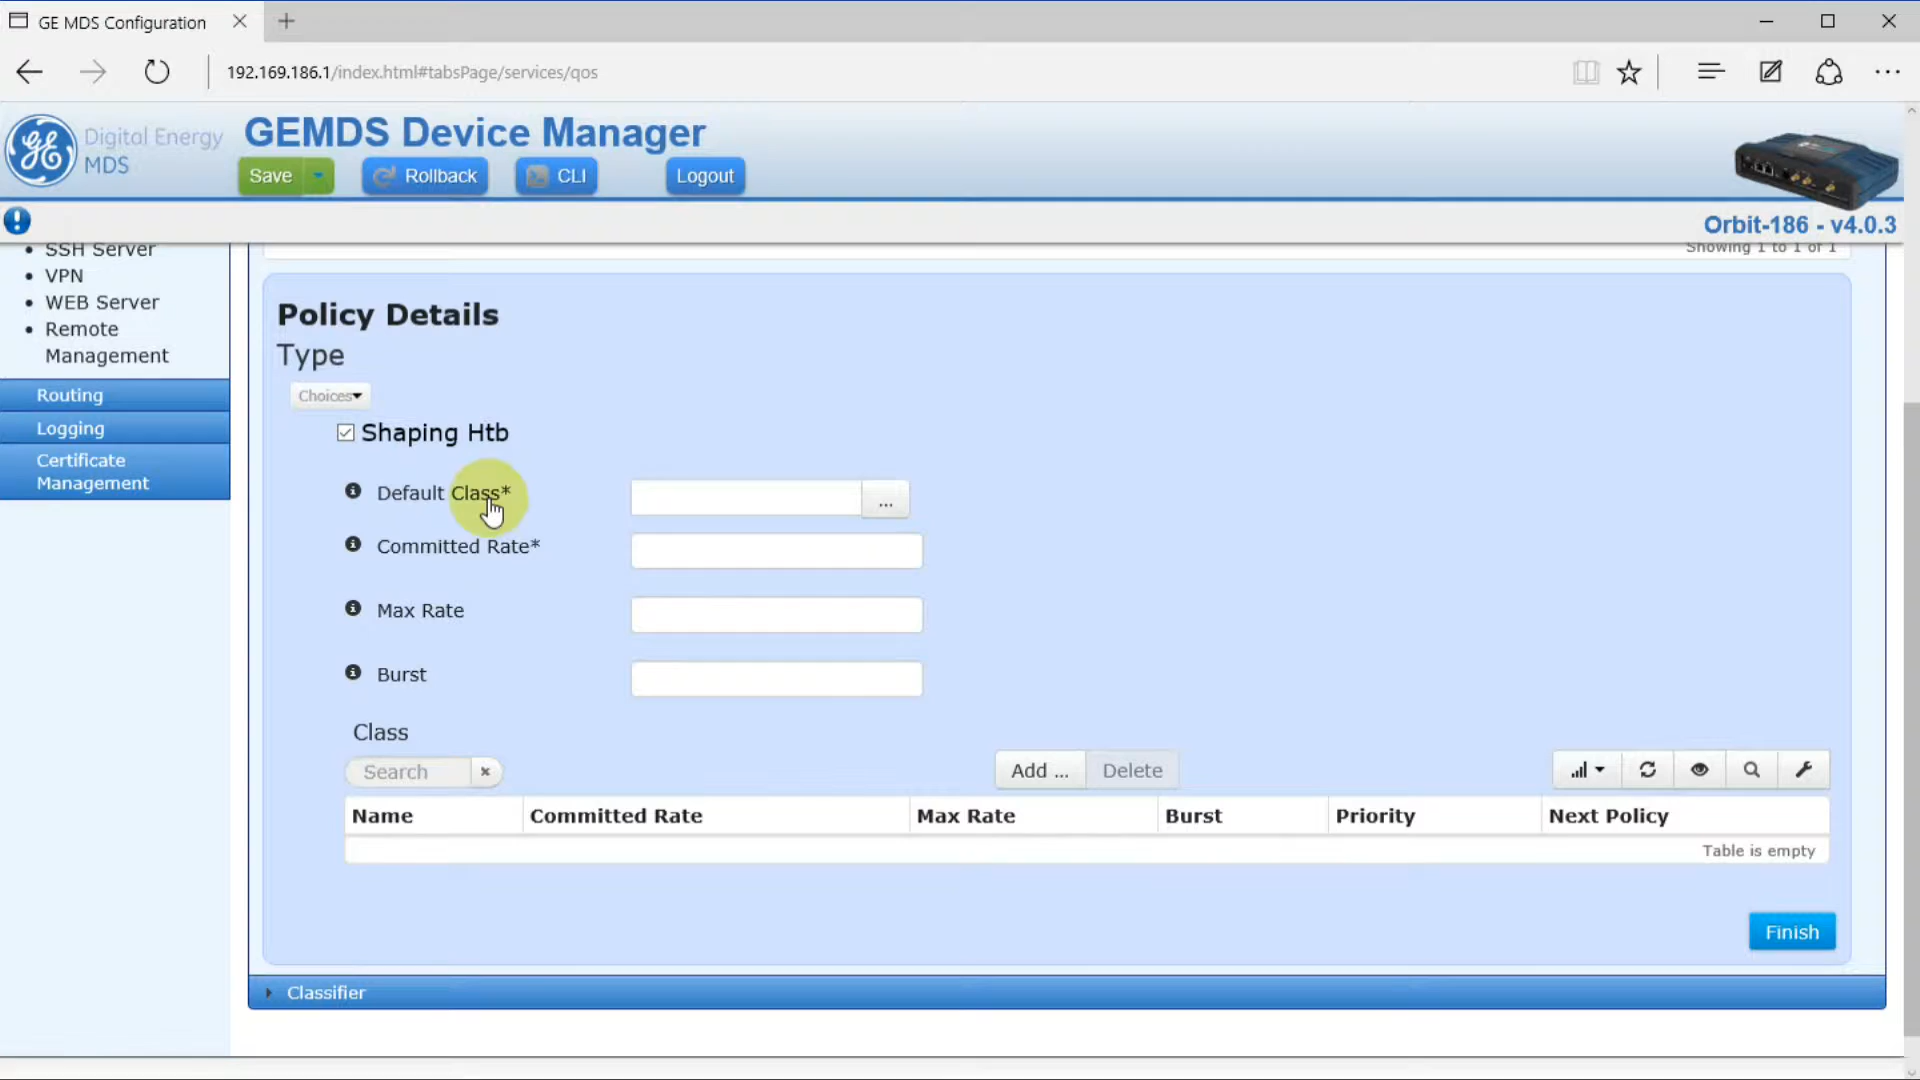 GE MDS Configuration
192.169.186.1/index.html#tabsPage/services/qos
Digital Energy
MDS
GEMDS Device Manager
Save
Rollback
CLI
Logout
Orbit-186 - v4.0.3
SSH Server
VPN
WEB Server
Remote
Management
Routing
Logging
Certificate
Management
Showing 1 to 1 of 1
Policy Details
Type
Choices
Shaping Htb
Default Class*
...
Committed Rate*
Max Rate
Burst
Class
Search
Add ...
Delete
Name
Committed Rate
Max Rate
Burst
Priority
Next Policy
Table is empty
Finish
Classifier